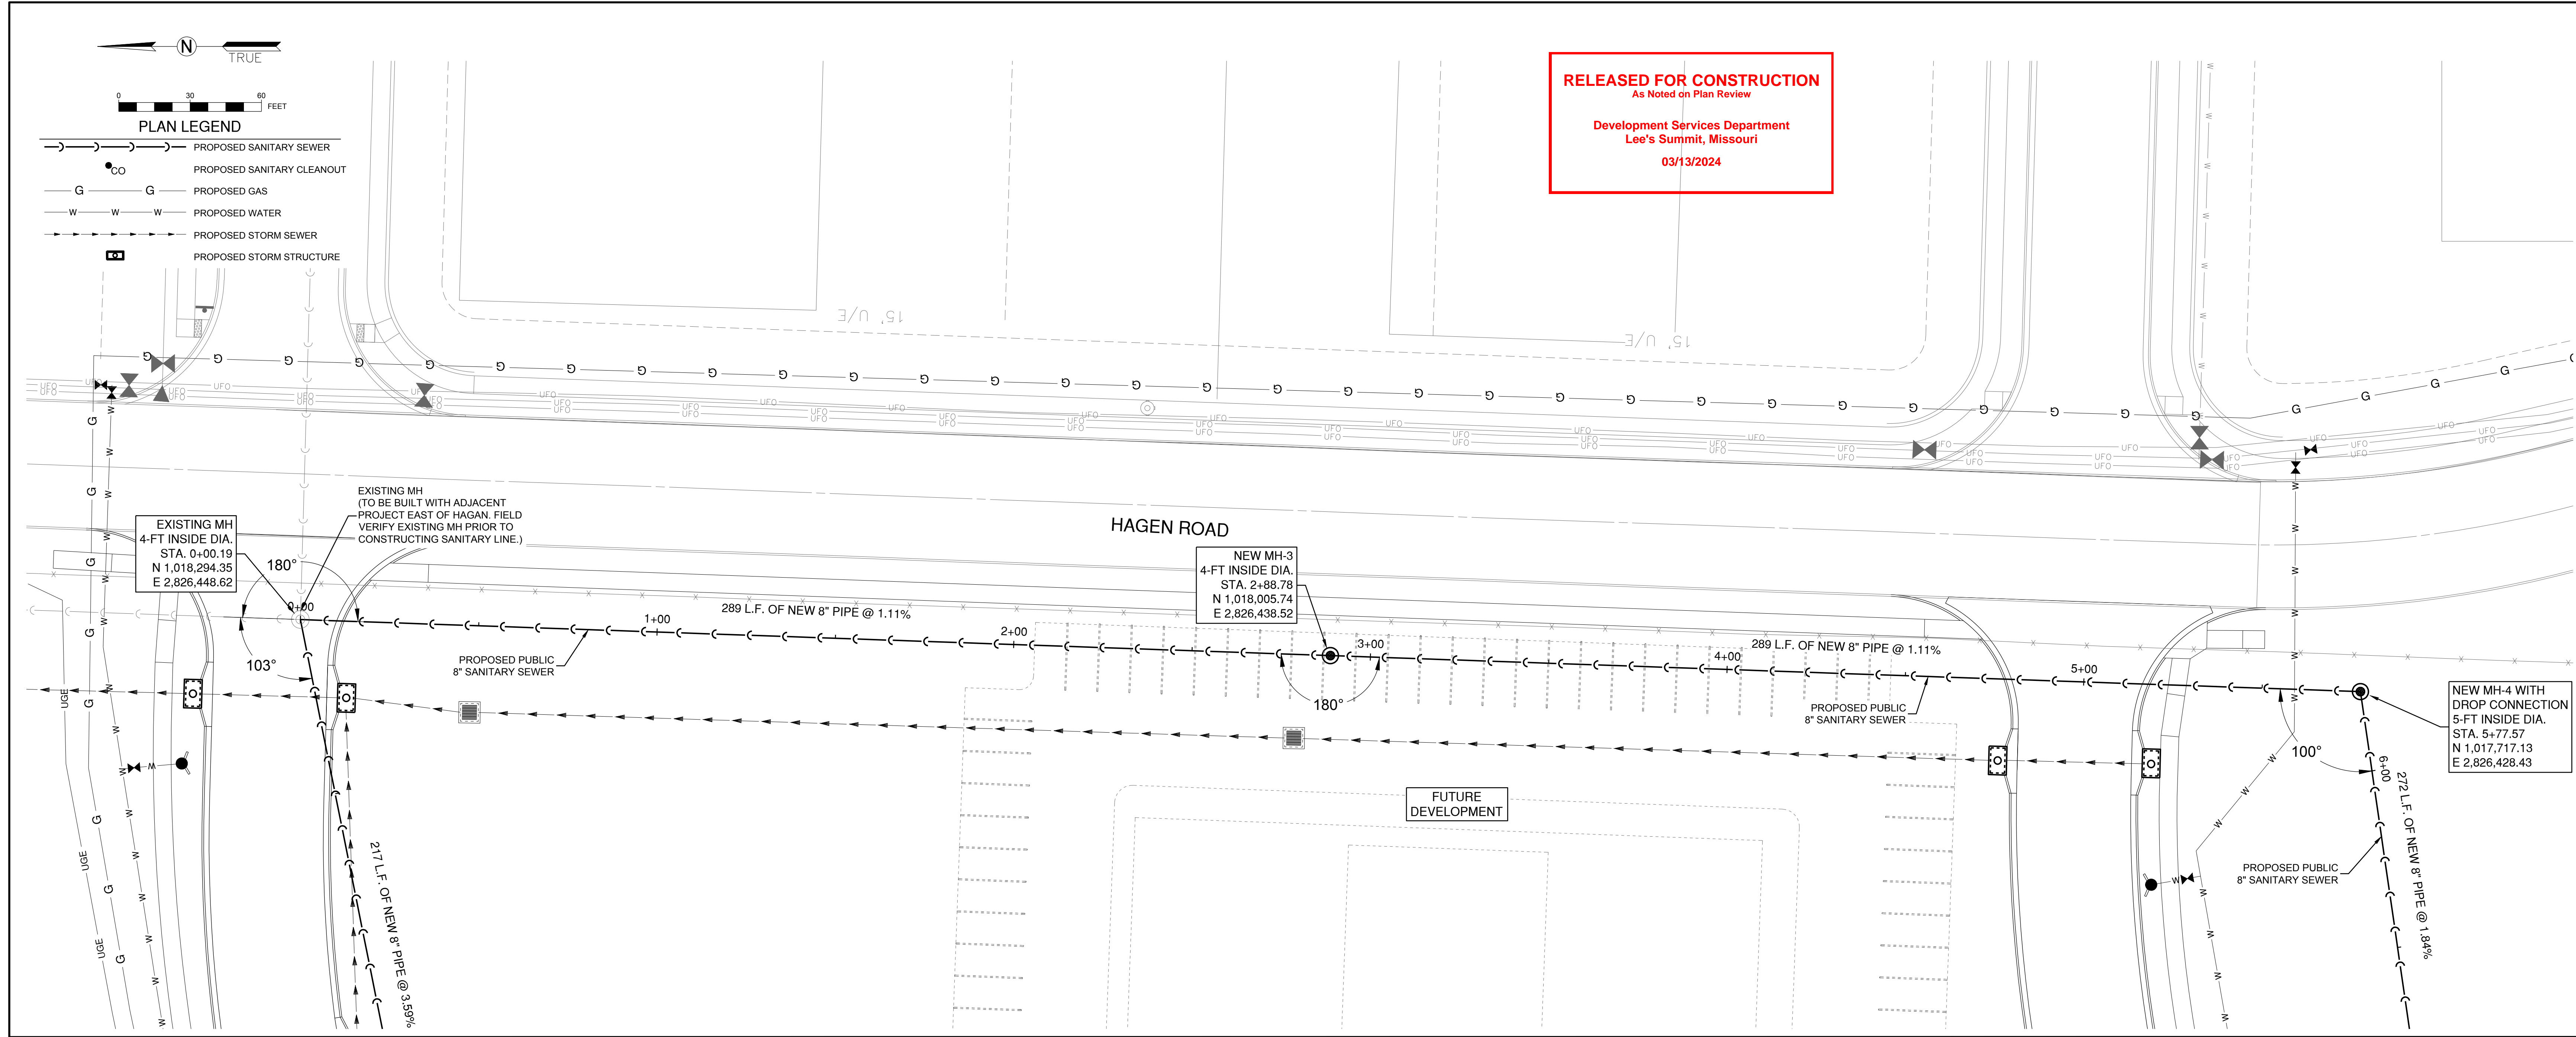 N
TRUE
0 30 60
FEET
PLAN LEGEND
PROPOSED SANITARY SEWER
CO PROPOSED SANITARY CLEANOUT
G G PROPOSED GAS
W W W PROPOSED WATER
PROPOSED STORM SEWER
PROPOSED STORM STRUCTURE
RELEASED FOR CONSTRUCTION
As Noted on Plan Review
Development Services Department
Lee's Summit, Missouri
03/13/2024
15' U/E
15' U/E
EXISTING MH
(TO BE BUILT WITH ADJACENT
PROJECT EAST OF HAGAN. FIELD
VERIFY EXISTING MH PRIOR TO
CONSTRUCTING SANITARY LINE.)
EXISTING MH
4-FT INSIDE DIA.
STA. 0+00.19
N 1,018,294.35
E 2,826,448.62
180°
103°
HAGEN ROAD
NEW MH-3
4-FT INSIDE DIA.
STA. 2+88.78
N 1,018,005.74
E 2,826,438.52
0+00
1+00
2+00
3+00
4+00
5+00
6+00
289 L.F. OF NEW 8" PIPE @ 1.11%
PROPOSED PUBLIC
8" SANITARY SEWER
180°
289 L.F. OF NEW 8" PIPE @ 1.11%
PROPOSED PUBLIC
8" SANITARY SEWER
NEW MH-4 WITH
DROP CONNECTION
5-FT INSIDE DIA.
STA. 5+77.57
N 1,017,717.13
E 2,826,428.43
100°
FUTURE
DEVELOPMENT
PROPOSED PUBLIC
8" SANITARY SEWER
272 L.F. OF NEW 8" PIPE @ 1.84%
217 L.F. OF NEW 8" PIPE @ 3.59%
UGE
UGE
UGE